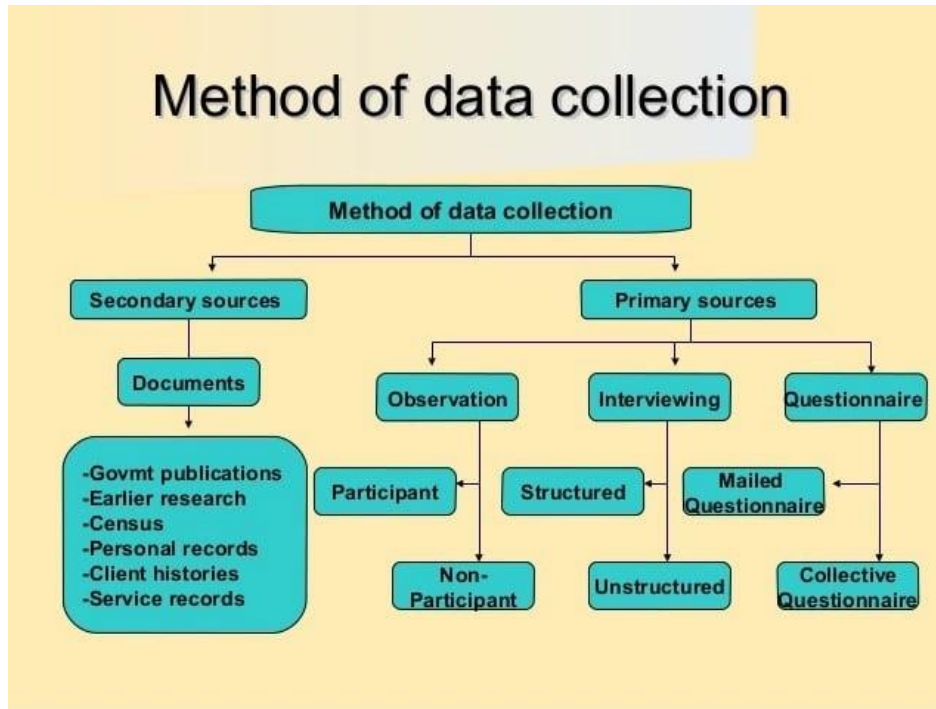 Method of data collection
Method of data collection
Secondary sources
Primary sources
Documents
Observation
Interviewing
Questionnaire
-Govmt publications
-Earlier research
-Census
-Personal records
-Client histories
-Service records
Participant
Structured
Mailed
Questionnaire
Non-
Participant
Unstructured
Collective
Questionnaire